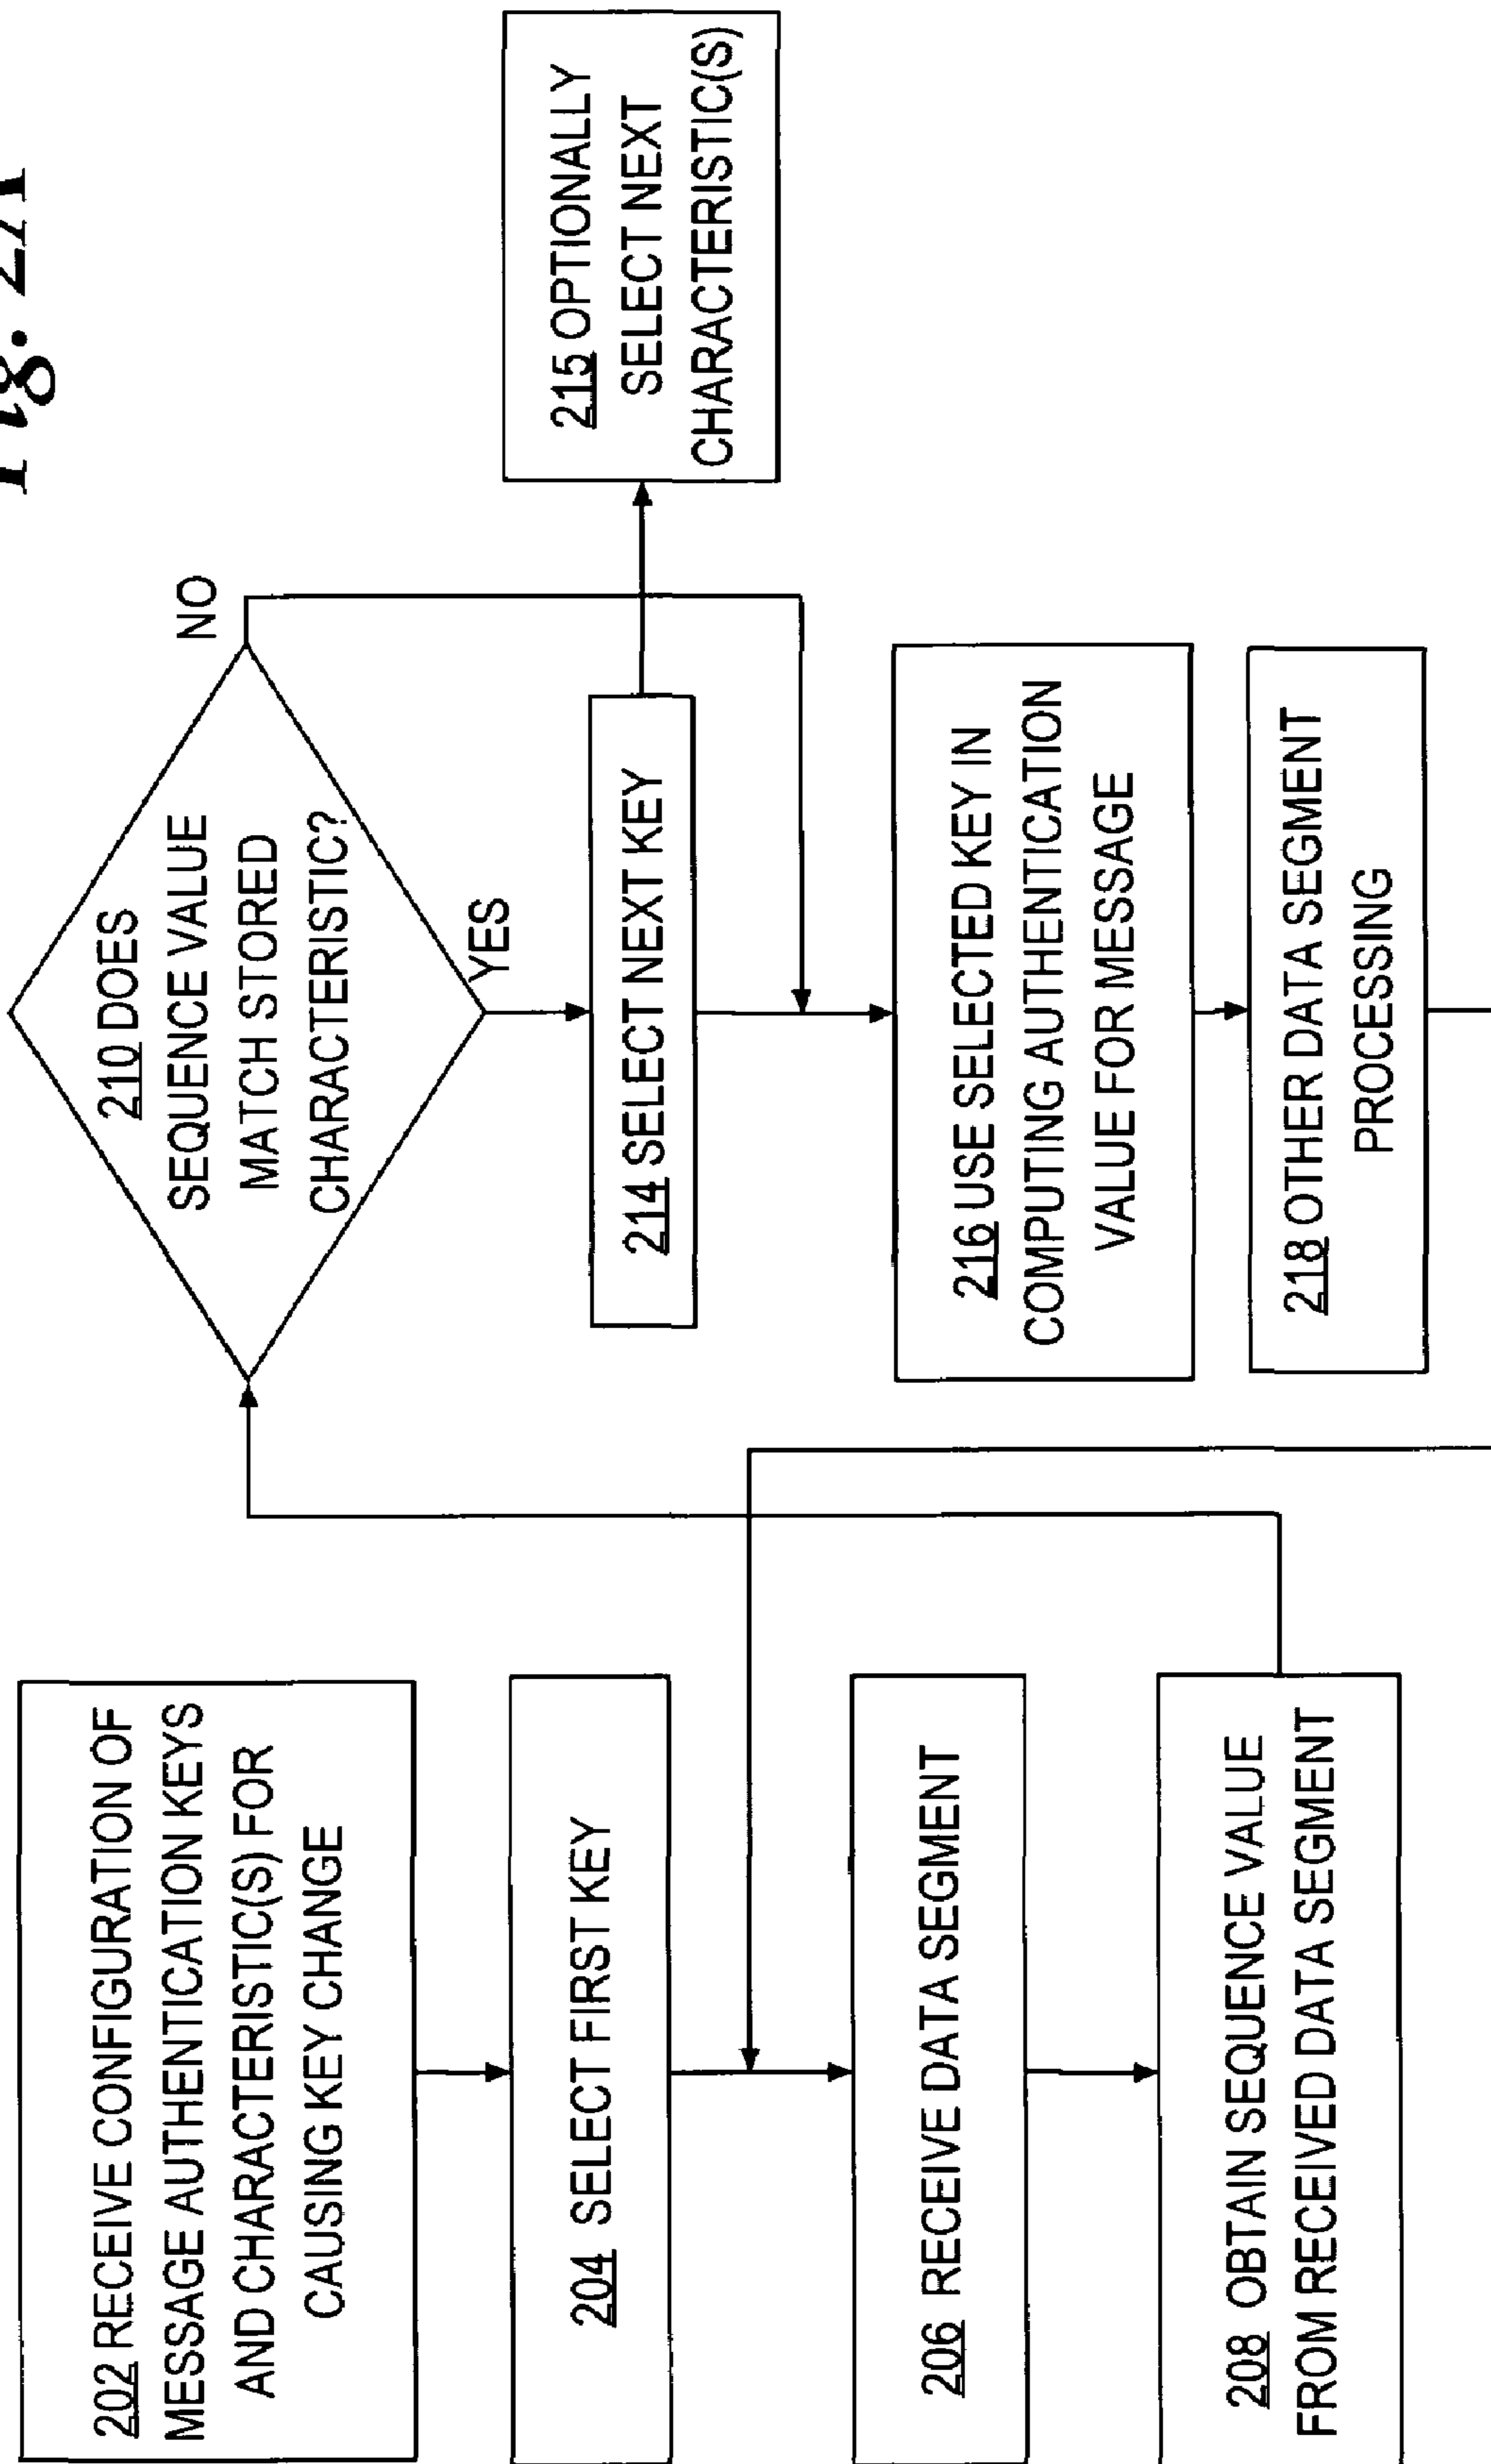 Fig. 2A
202 RECEIVE CONFIGURATION OF
MESSAGE AUTHENTICATION KEYS
AND CHARACTERISTIC(S) FOR
CAUSING KEY CHANGE
204 SELECT FIRST KEY
206 RECEIVE DATA SEGMENT
208 OBTAIN SEQUENCE VALUE
FROM RECEIVED DATA SEGMENT
210 DOES
SEQUENCE VALUE
MATCH STORED
CHARACTERISTIC?
NO
YES
214 SELECT NEXT KEY
215 OPTIONALLY
SELECT NEXT
CHARACTERISTIC(S)
216 USE SELECTED KEY IN
COMPUTING AUTHENTICATION
VALUE FOR MESSAGE
218 OTHER DATA SEGMENT
PROCESSING